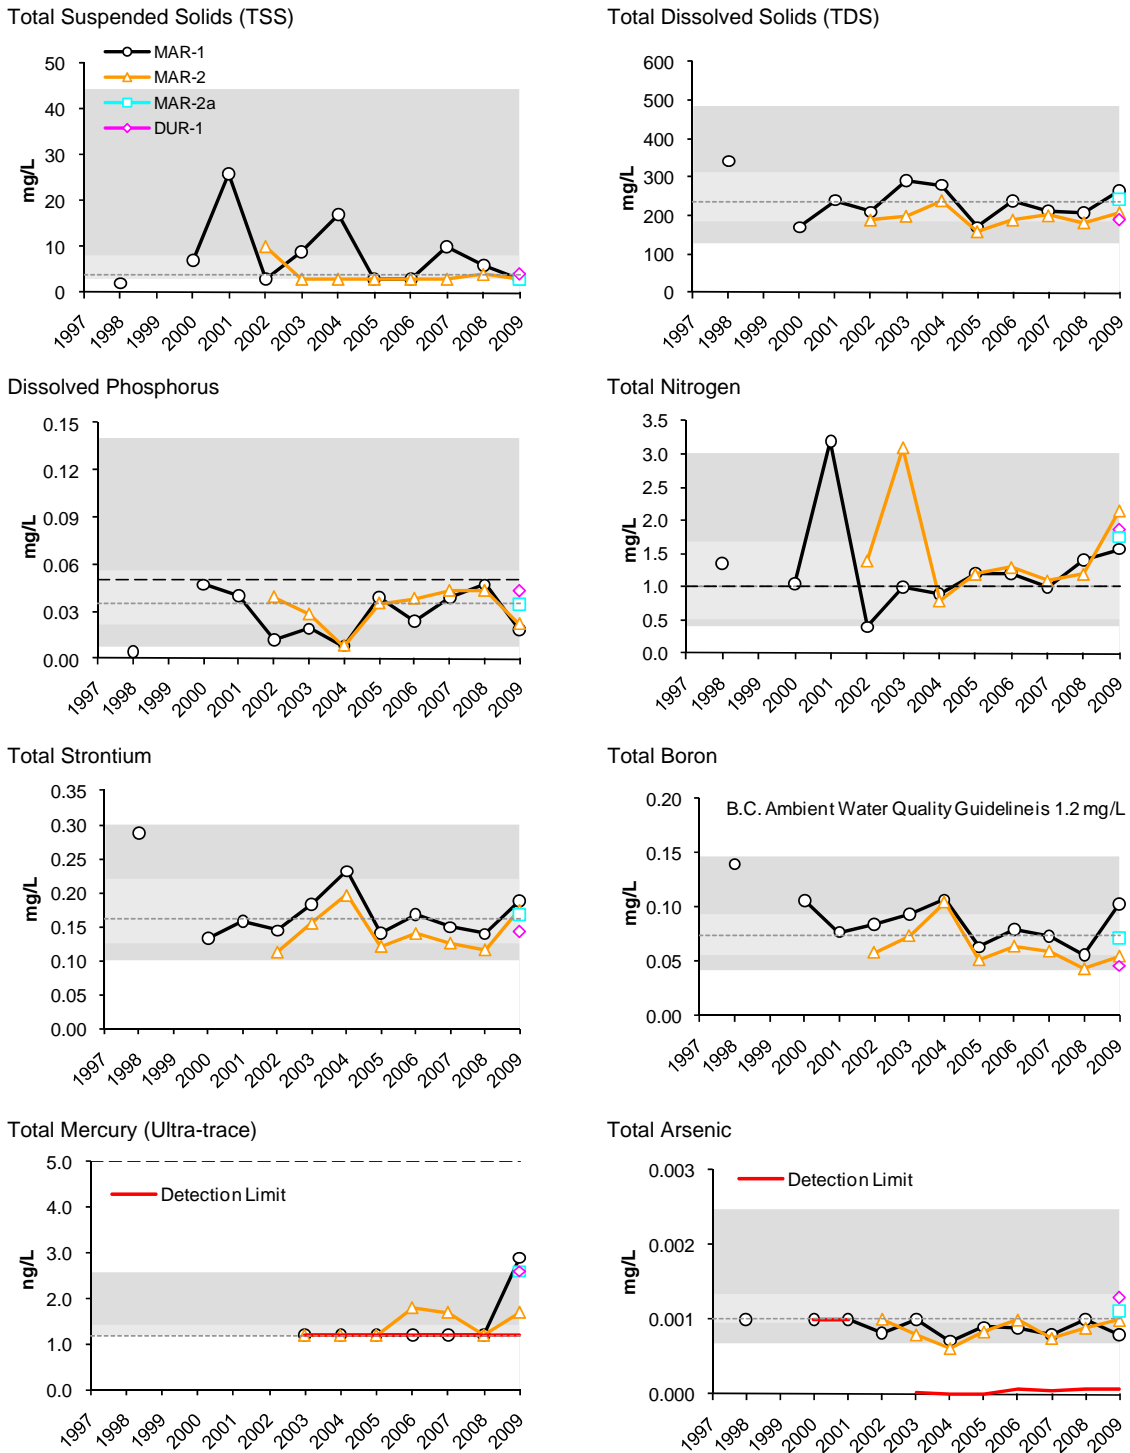 Total Suspended Solids (TSS)
MAR-1
MAR-2
MAR-2a
DUR-1
mg/L
50
40
30
20
10
0
1997 1998 1999 2000 2001 2002 2003 2004 2005 2006 2007 2008 2009
Total Dissolved Solids (TDS)
mg/L
600
500
400
300
200
100
0
1997 1998 1999 2000 2001 2002 2003 2004 2005 2006 2007 2008 2009
Dissolved Phosphorus
mg/L
0.15
0.12
0.09
0.06
0.03
0.00
1997 1998 1999 2000 2001 2002 2003 2004 2005 2006 2007 2008 2009
Total Nitrogen
mg/L
3.5
3.0
2.5
2.0
1.5
1.0
0.5
0.0
1997 1998 1999 2000 2001 2002 2003 2004 2005 2006 2007 2008 2009
Total Strontium
mg/L
0.35
0.30
0.25
0.20
0.15
0.10
0.05
0.00
1997 1998 1999 2000 2001 2002 2003 2004 2005 2006 2007 2008 2009
Total Boron
B.C. Ambient Water Quality Guideline is 1.2 mg/L
mg/L
0.20
0.15
0.10
0.05
0.00
1997 1998 1999 2000 2001 2002 2003 2004 2005 2006 2007 2008 2009
Total Mercury (Ultra-trace)
Detection Limit
ng/L
5.0
4.0
3.0
2.0
1.0
0.0
1997 1998 1999 2000 2001 2002 2003 2004 2005 2006 2007 2008 2009
Total Arsenic
Detection Limit
mg/L
0.003
0.002
0.001
0.000
1997 1998 1999 2000 2001 2002 2003 2004 2005 2006 2007 2008 2009